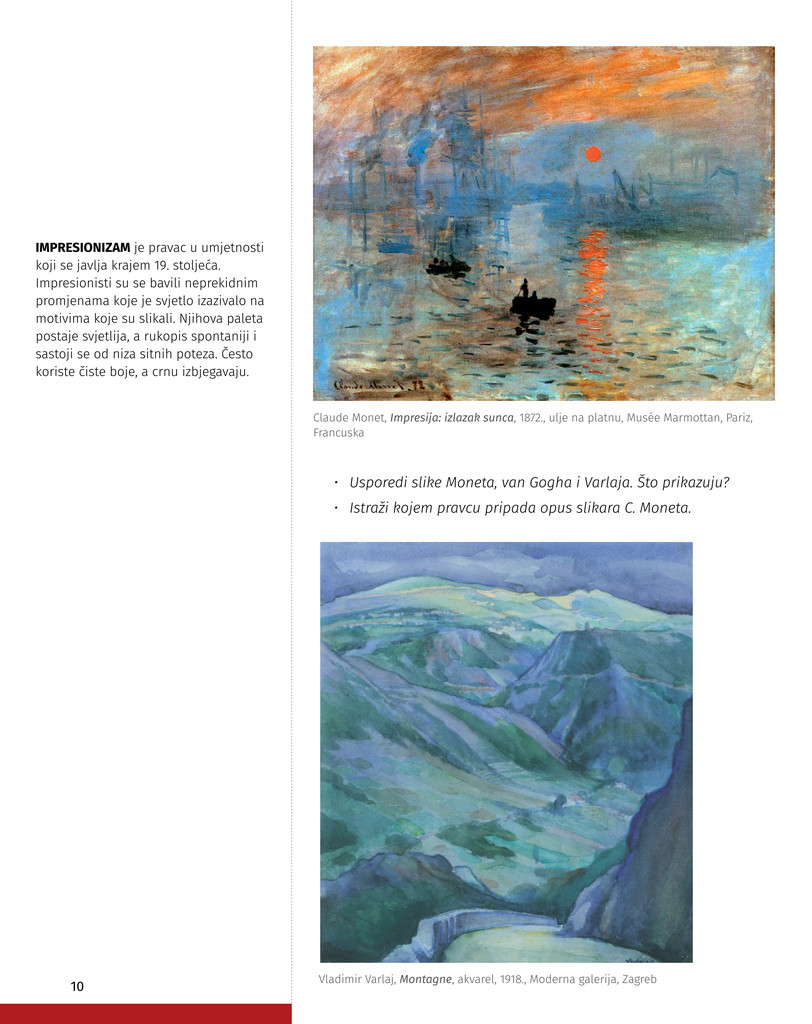 IMPRESIONIZAM je pravac u umjetnosti
koji se javlja krajem 19. stoljeća.
Impresionisti su se bavili neprekidnim
promjenama koje je svjetlo izazivalo na
motivima koje su slikali. Njihova paleta
postaje svjetlija, a rukopis spontaniji i
sastoji se od niza sitnih poteza. Često
koriste čiste boje, a crnu izbjegavaju.
Claude Monet, Impresija: izlazak sunca, 1872., ulje na platnu, Musée Marmottan, Pariz,
Francuska
• Usporedi slike Moneta, van Gogha i Varlaja. Što prikazuju?
• Istraži kojem pravcu pripada opus slikara C. Moneta.
Vladimir Varlaj, Montagne, akvarel, 1918., Moderna galerija, Zagreb
10